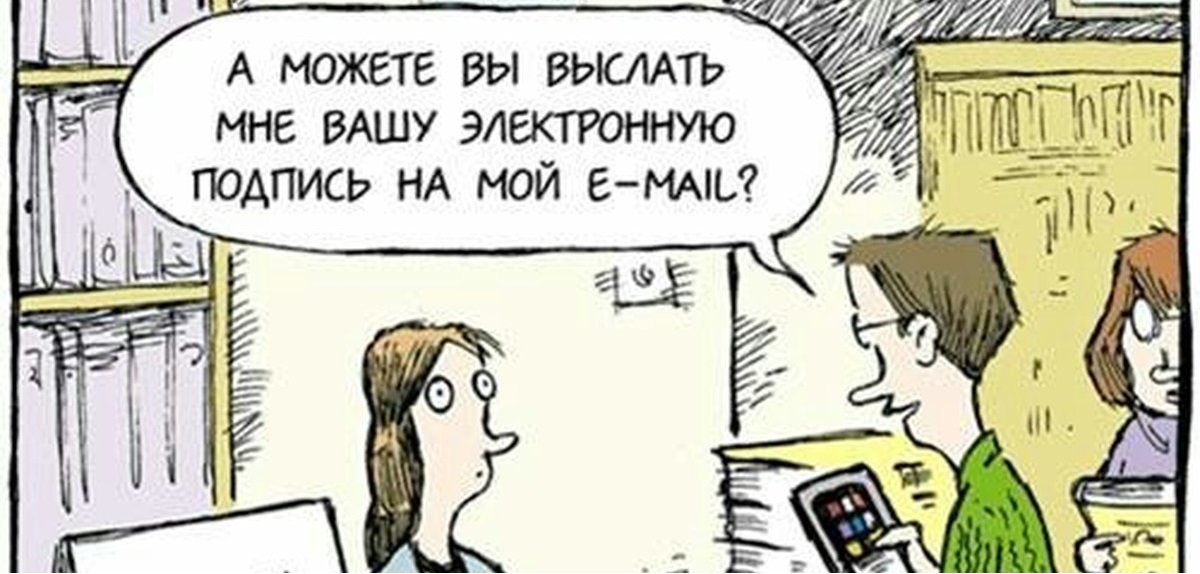 А МОЖЕТЕ ВЫ ВЫСЛАТЬ
МНЕ ВАШУ ЭЛЕКТРОННУЮ
ПОДПИСЬ НА МОЙ E-MAIL?